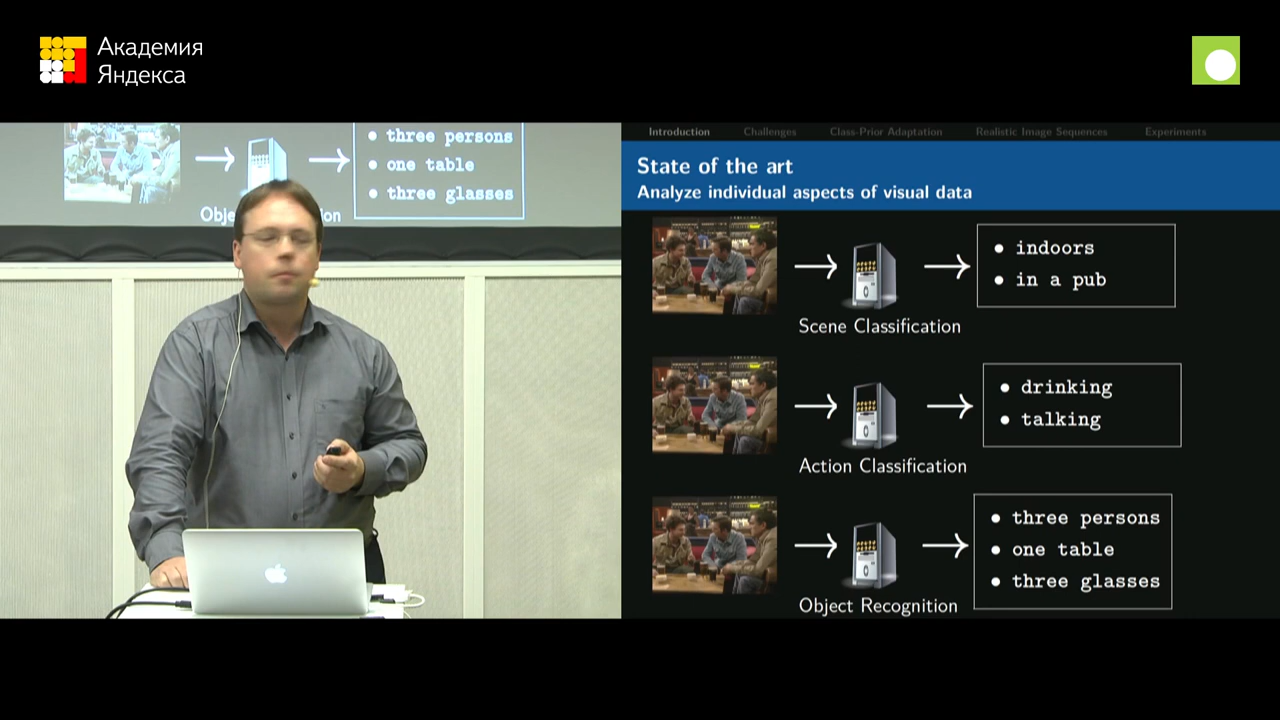 Академия
Яндекса
• three persons
• one table
• three glasses
Introduction Challenges Class-Prior Adaptation Realistic Image Sequences Experiments
State of the art
Analyze individual aspects of visual data
• indoors
• in a pub
Scene Classification
• drinking
• talking
Action Classification
• three persons
• one table
• three glasses
Object Recognition